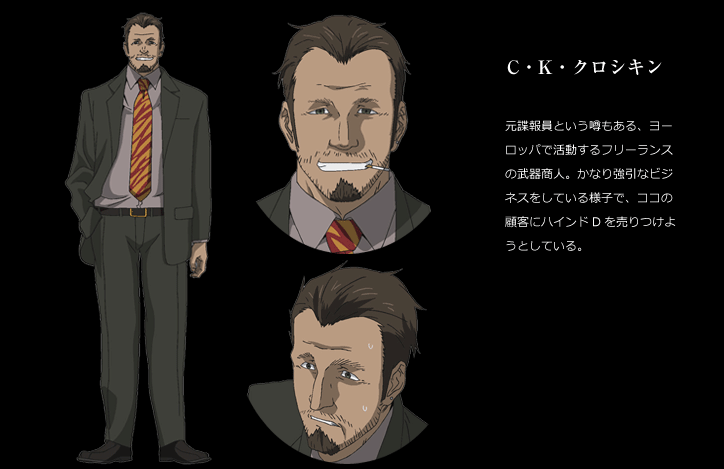 C・K・クロシキン
元諜報員という噂もある、ヨー
ロッパで活動するフリーランス
の武器商人。かなり強引なビジ
ネスをしている様子で、ココの
顧客にハインドDを売りつけよ
うとしている。